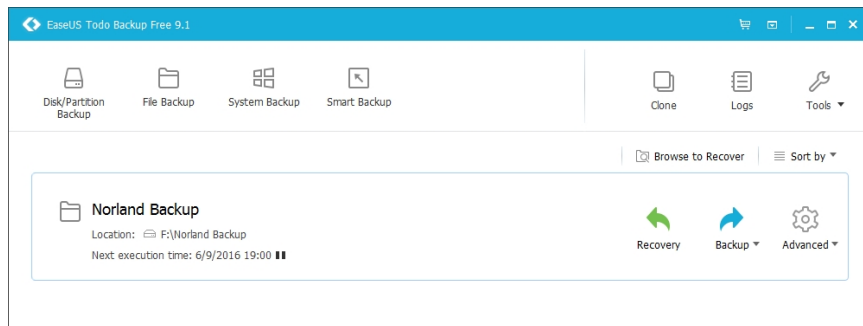 EaseUS Todo Backup Free 9.1
Disk/Partition
Backup
File Backup
System Backup
Smart Backup
Clone
Logs
Tools
Browse to Recover
Sort by
Norland Backup
Location: F:\Norland Backup
Next execution time: 6/9/2016 19:00
Recovery
Backup
Advanced